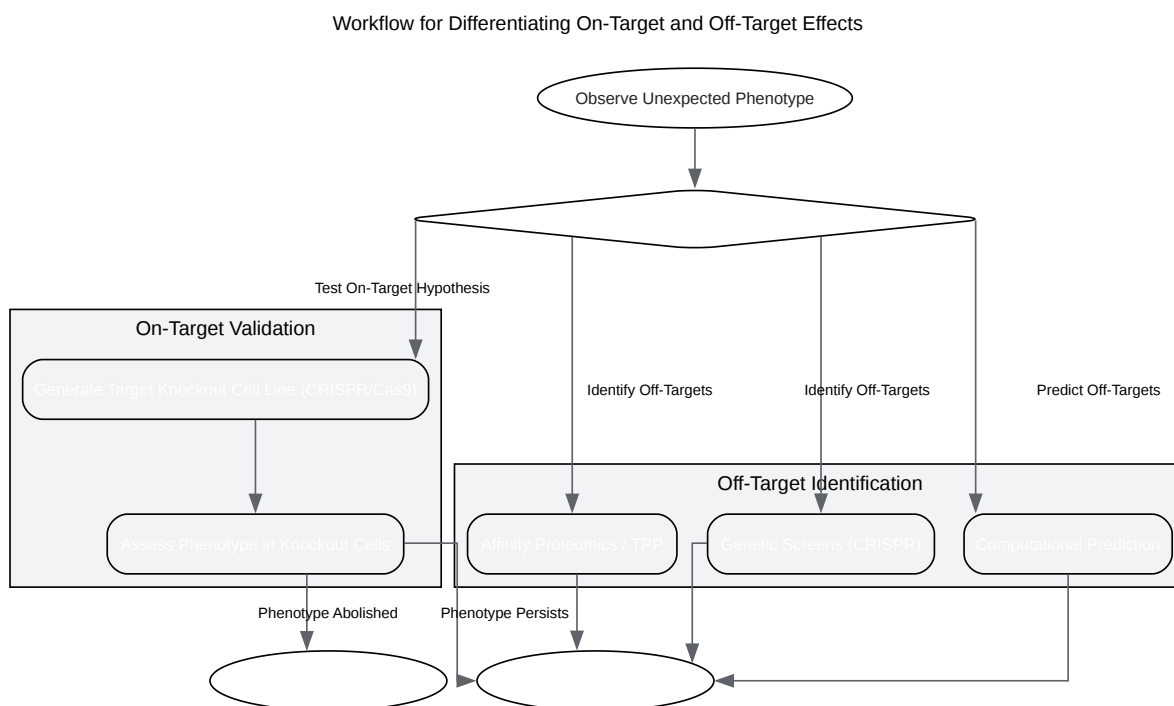 Workflow for Differentiating On-Target and Off-Target Effects
Observe Unexpected Phenotype
Test On-Target Hypothesis
On-Target Validation
Generate Target Knockout Cell Line (CRISPR/Cas9)
Identify Off-Targets
Identify Off-Targets
Predict Off-Targets
Off-Target Identification
Assess Phenotype in Knockout Cells
Affinity Proteomics / TPP
Genetic Screens (CRISPR)
Computational Prediction
Phenotype Abolished
Phenotype Persists